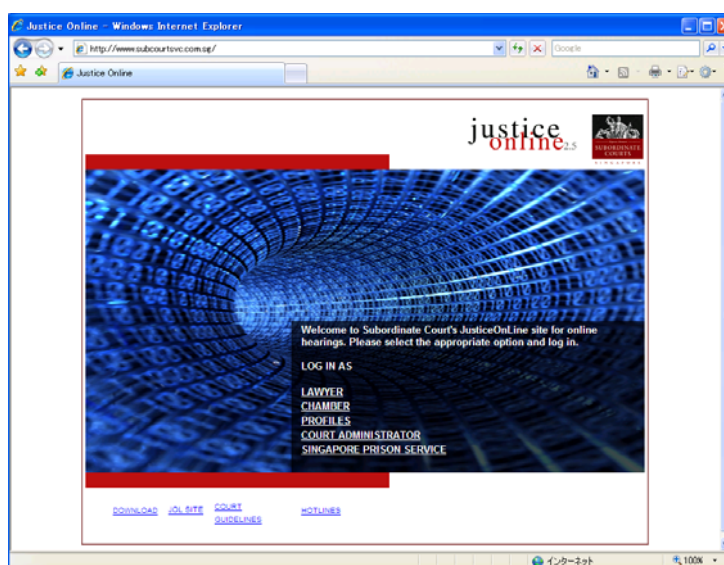 Justice Online - Windows Internet Explorer
http://www.subcourtsvc.com.sg/
Google
Justice Online
justice
online 2.5
SUBORDINATE
COURTS
SINGAPORE
Welcome to Subordinate Court's JusticeOnLine site for online
hearings. Please select the appropriate option and log in.
LOG IN AS
LAWYER
CHAMBER
PROFILES
COURT ADMINISTRATOR
SINGAPORE PRISON SERVICE
DOWNLOAD JOL SITE COURT HOTLINES
GUIDELINES
インターネット 100%